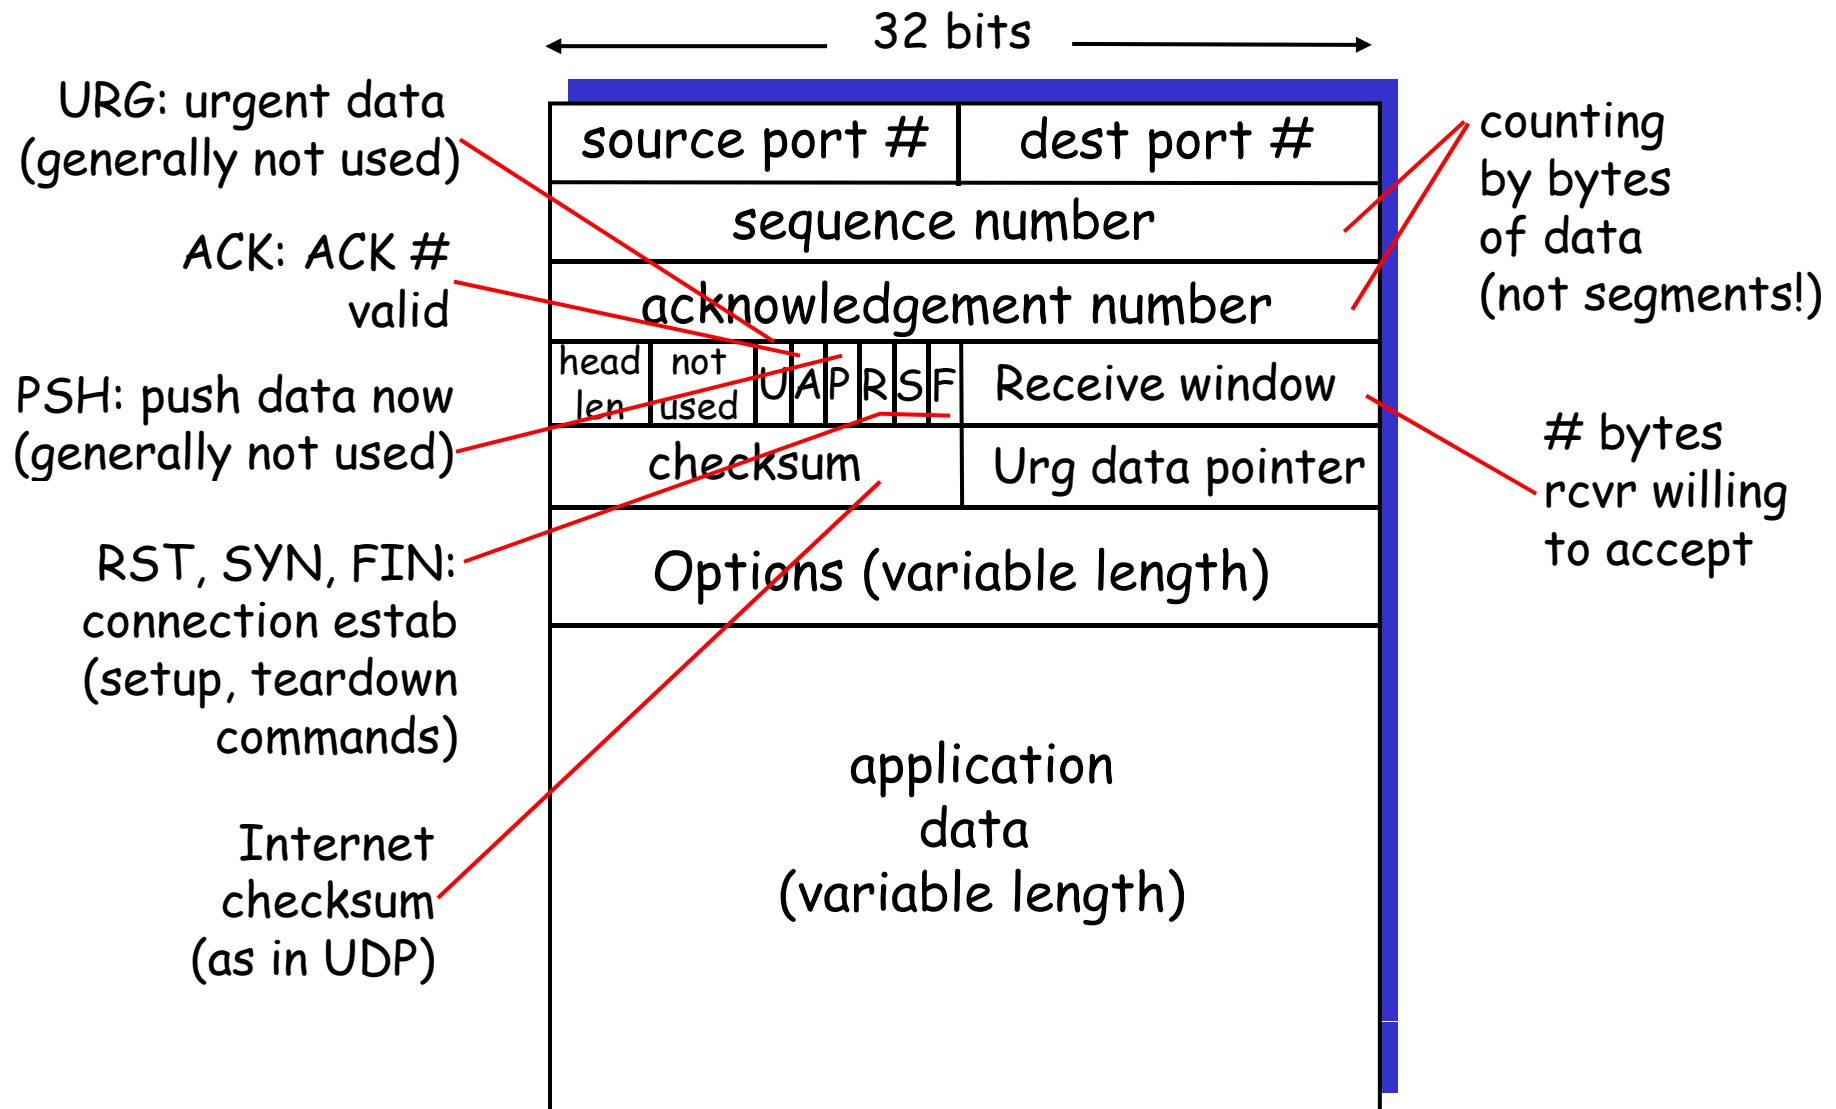 32 bits
URG: urgent data
(generally not used)
ACK: ACK #
valid
PSH: push data now
(generally not used)
RST, SYN, FIN:
connection estab
(setup, teardown
commands)
Internet
checksum
(as in UDP)
source port #
dest port #
sequence number
acknowledgement number
head
len
not
used
U
A
P
R
S
F
Receive window
checksum
Urg data pointer
Options (variable length)
application
data
(variable length)
counting
by bytes
of data
(not segments!)
# bytes
rcvr willing
to accept